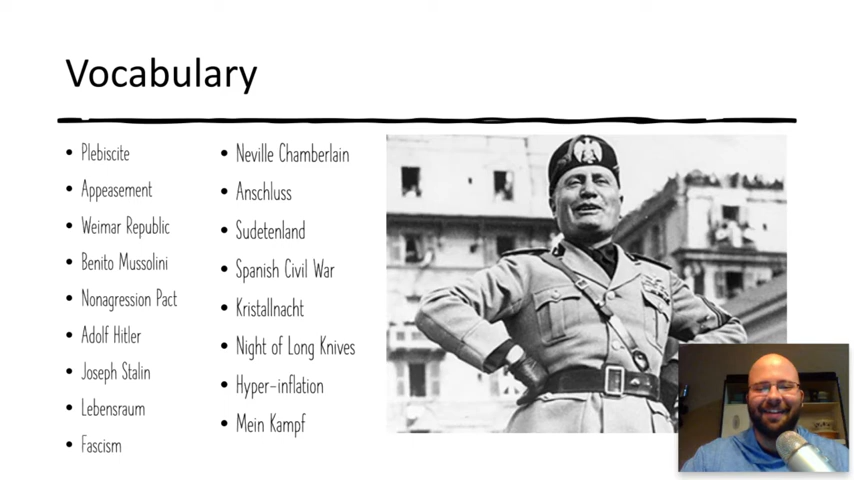 Vocabulary
Plebiscite
Appeasement
Weimar Republic
Benito Mussolini
Nonagression Pact
Adolf Hitler
Joseph Stalin
Lebensraum
Fascism
Neville Chamberlain
Anschluss
Sudetenland
Spanish Civil War
Kristallnacht
Night of Long Knives
Hyper-inflation
Mein Kampf